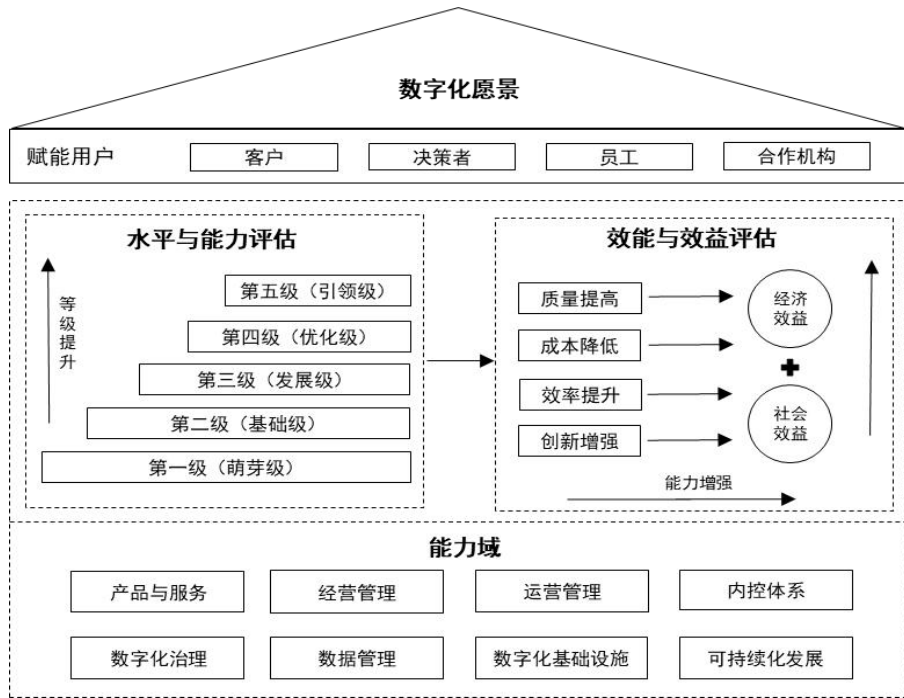 数字化愿景
赋能用户 客户 决策者 员工 合作机构
水平与能力评估
等级提升
第五级（引领级）
第四级（优化级）
第三级（发展级）
第二级（基础级）
第一级（萌芽级）
效能与效益评估
质量提高
成本降低
效率提升
创新增强
经济
效益
社会
效益
能力增强
能力域
产品与服务 经营管理 运营管理 内控体系
数字化治理 数据管理 数字化基础设施 可持续化发展